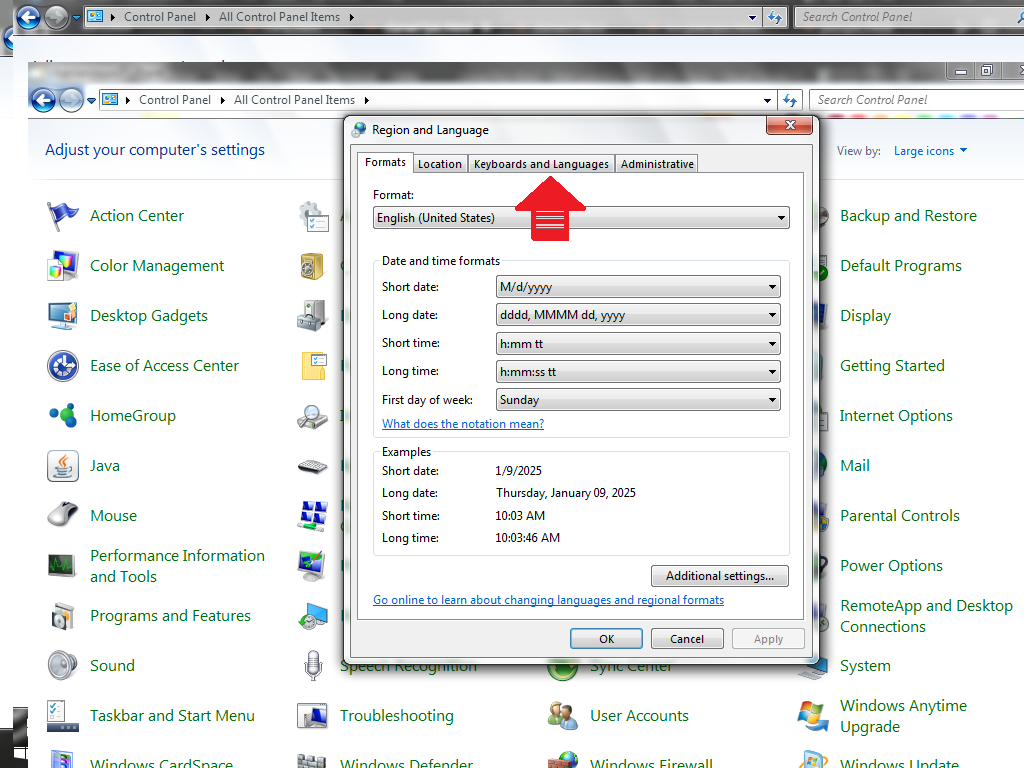 Control Panel
All Control Panel Items
Search Control Panel
Control Panel
All Control Panel Items
Search Control Panel
Adjust your computer's settings
View by:
Large icons
Region and Language
Formats
Location
Keyboards and Languages
Administrative
Format:
English (United States)
Date and time formats
Short date:
M/d/yyyy
Long date:
dddd, MMMM dd, yyyy
Short time:
h:mm tt
Long time:
h:mm:ss tt
First day of week:
Sunday
What does the notation mean?
Examples
Short date:
1/9/2025
Long date:
Thursday, January 09, 2025
Short time:
10:03 AM
Long time:
10:03:46 AM
Additional settings...
Go online to learn about changing languages and regional formats
OK
Cancel
Apply
Action Center
Backup and Restore
Color Management
Default Programs
Desktop Gadgets
Display
Ease of Access Center
Getting Started
HomeGroup
Internet Options
Java
Mail
Mouse
Parental Controls
Performance Information
and Tools
Power Options
Programs and Features
RemoteApp and Desktop
Connections
Sound
Speech Recognition
Sync Center
System
Taskbar and Start Menu
Troubleshooting
User Accounts
Windows Anytime
Upgrade
Windows CardSpace
Windows Defender
Windows Firewall
Windows Update